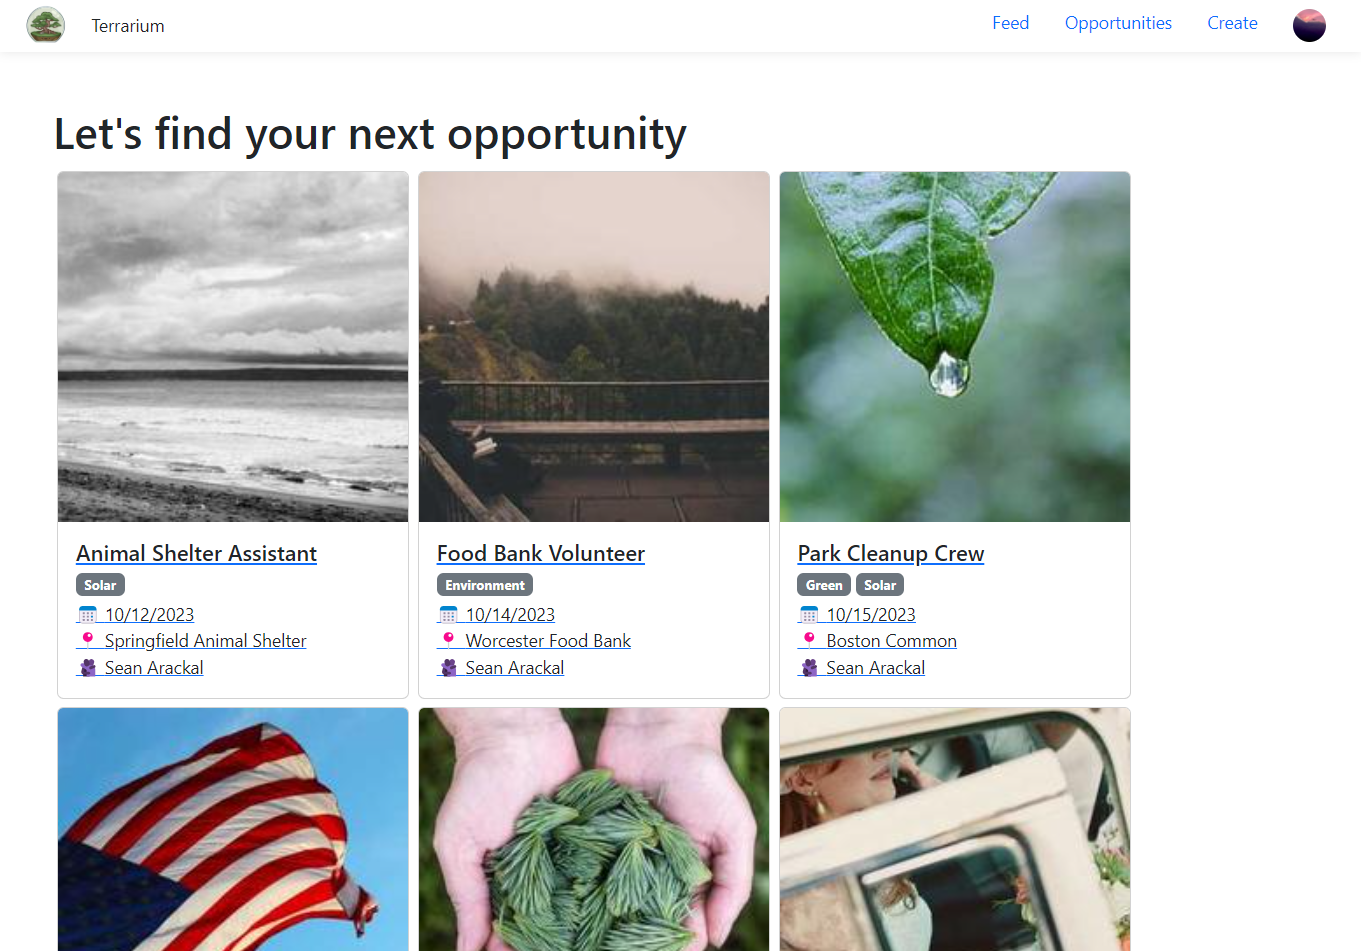 Terrarium
Feed Opportunities Create
Let's find your next opportunity
Animal Shelter Assistant
Solar
10/12/2023
Springfield Animal Shelter
Sean Arackal
Food Bank Volunteer
Environment
10/14/2023
Worcester Food Bank
Sean Arackal
Park Cleanup Crew
Green Solar
10/15/2023
Boston Common
Sean Arackal